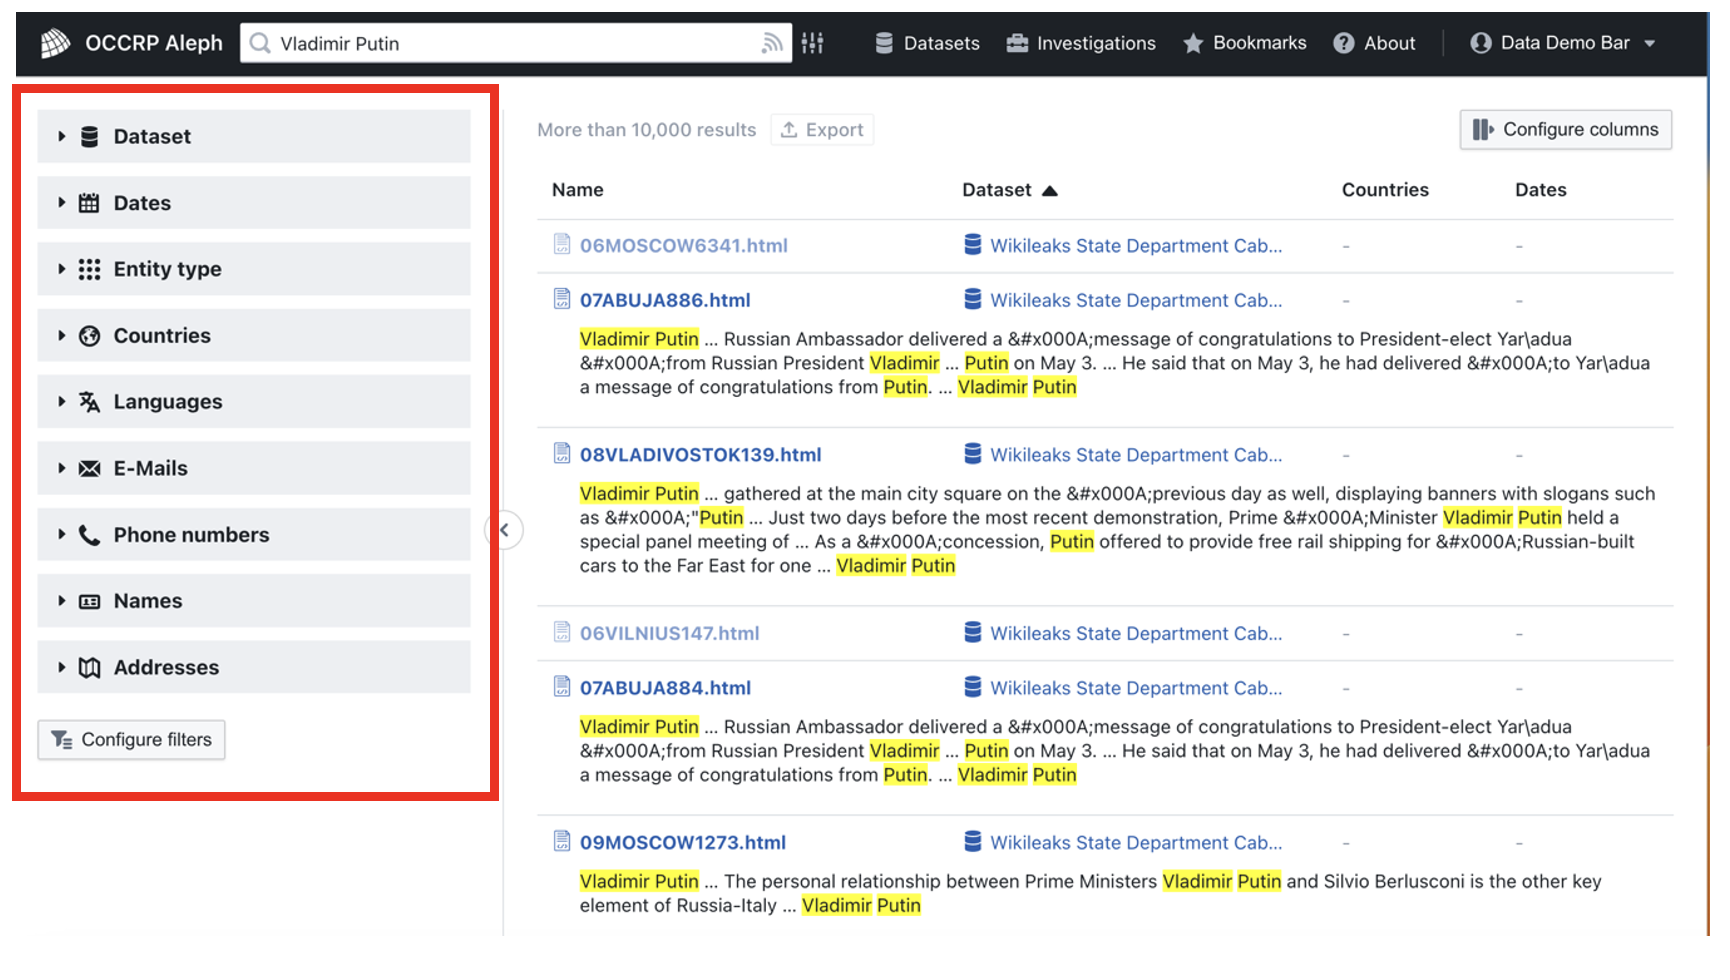 OCCRP Aleph
Vladimir Putin
Datasets
Investigations
Bookmarks
About
Data Demo Bar
Dataset
Dates
Entity type
Countries
Languages
E-Mails
Phone numbers
Names
Addresses
Configure filters
More than 10,000 results
Export
Configure columns
Name Dataset Countries Dates
06MOSCOW6341.html Wikileaks State Department Cab... - -
07ABUJA886.html Wikileaks State Department Cab... - -
Vladimir Putin ... Russian Ambassador delivered a &#x000A;message of congratulations to President-elect Yar\adua
&#x000A;from Russian President Vladimir ... Putin on May 3. ... He said that on May 3, he had delivered &#x000A;to Yar\adua
a message of congratulations from Putin. ... Vladimir Putin
08VLADIVOSTOK139.html Wikileaks State Department Cab... - -
Vladimir Putin ... gathered at the main city square on the &#x000A;previous day as well, displaying banners with slogans such
as &#x000A;"Putin ... Just two days before the most recent demonstration, Prime &#x000A;Minister Vladimir Putin held a
special panel meeting of ... As a &#x000A;concession, Putin offered to provide free rail shipping for &#x000A;Russian-built
cars to the Far East for one ... Vladimir Putin
06VILNIUS147.html Wikileaks State Department Cab... - -
07ABUJA884.html Wikileaks State Department Cab... - -
Vladimir Putin ... Russian Ambassador delivered a &#x000A;message of congratulations to President-elect Yar\adua
&#x000A;from Russian President Vladimir ... Putin on May 3. ... He said that on May 3, he had delivered &#x000A;to Yar\adua
a message of congratulations from Putin. ... Vladimir Putin
09MOSCOW1273.html Wikileaks State Department Cab... - -
Vladimir Putin ... The personal relationship between Prime Ministers Vladimir Putin and Silvio Berlusconi is the other key
element of Russia-Italy ... Vladimir Putin